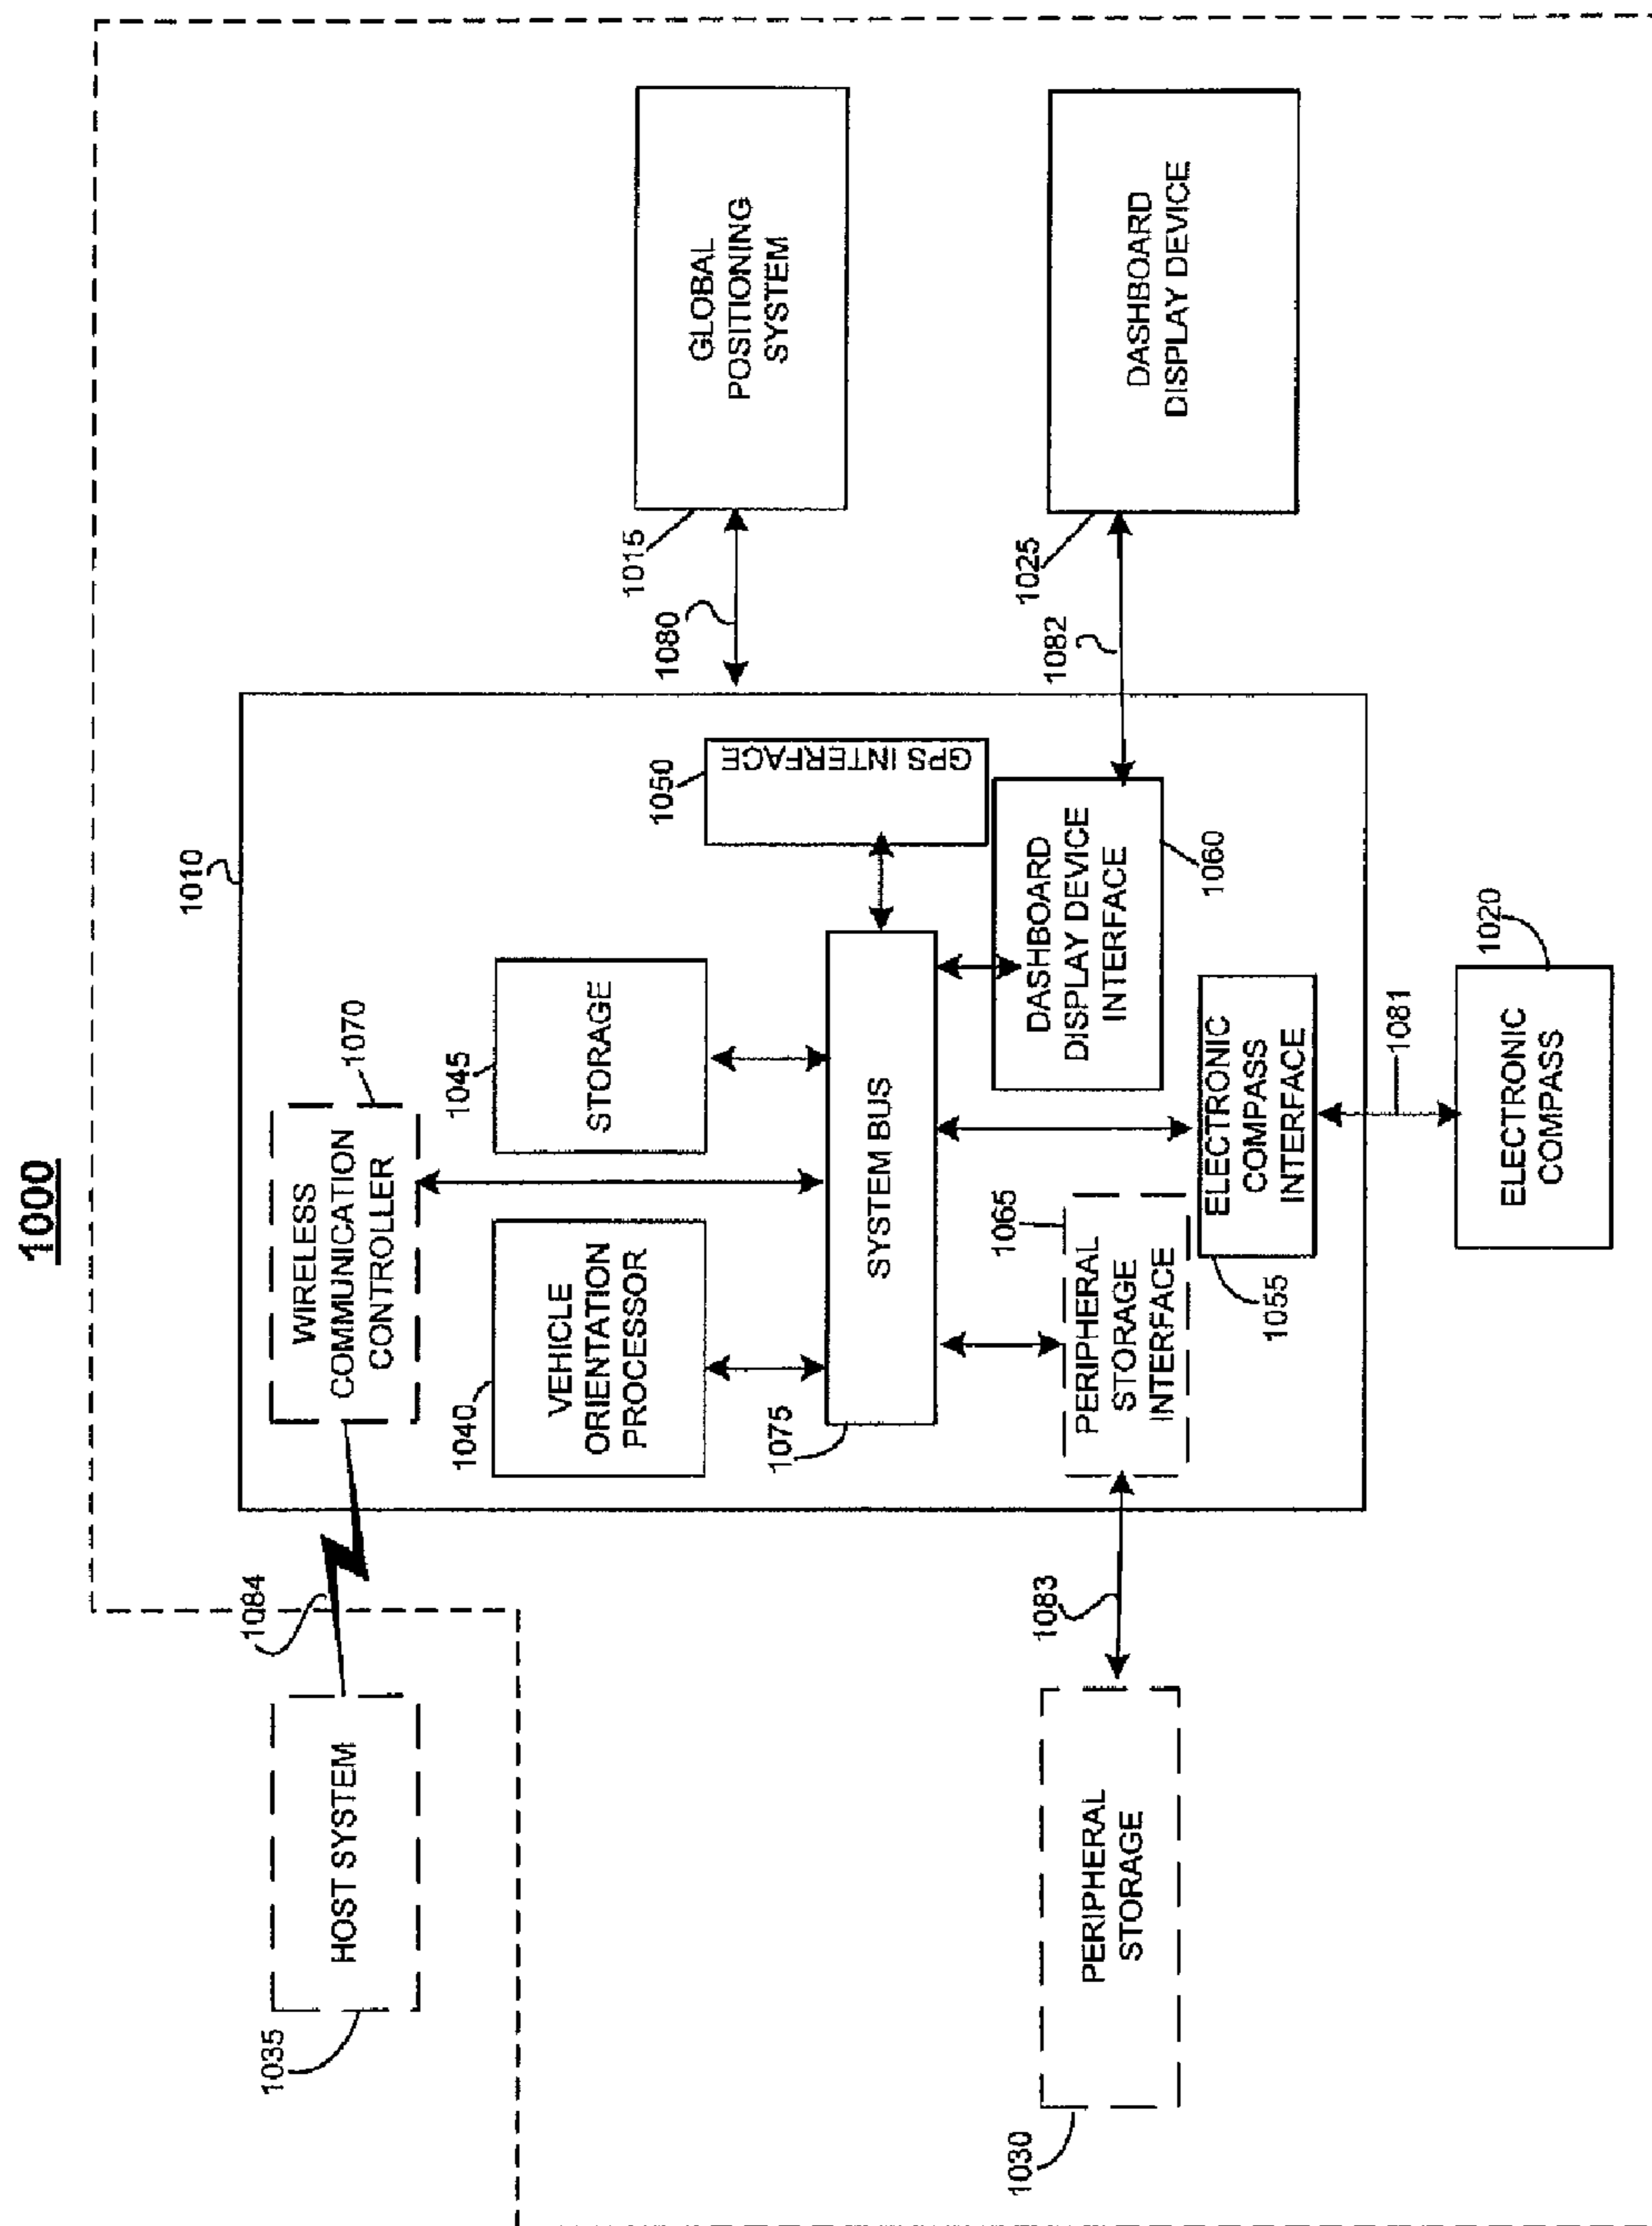 1000
1010
1084
1035
HOST SYSTEM
WIRELESS
COMMUNICATION
CONTROLLER
1070
1040
VEHICLE
ORIENTATION
PROCESSOR
1045
STORAGE
1015
GLOBAL
POSITIONING
SYSTEM
1080
1050
GPS INTERFACE
1075
SYSTEM BUS
1025
DASHBOARD
DISPLAY DEVICE
1082
DASHBOARD
DISPLAY DEVICE
INTERFACE
1060
1030
PERIPHERAL
STORAGE
1083
1065
PERIPHERAL
STORAGE
INTERFACE
ELECTRONIC
COMPASS
INTERFACE
1055
1081
1020
ELECTRONIC
COMPASS